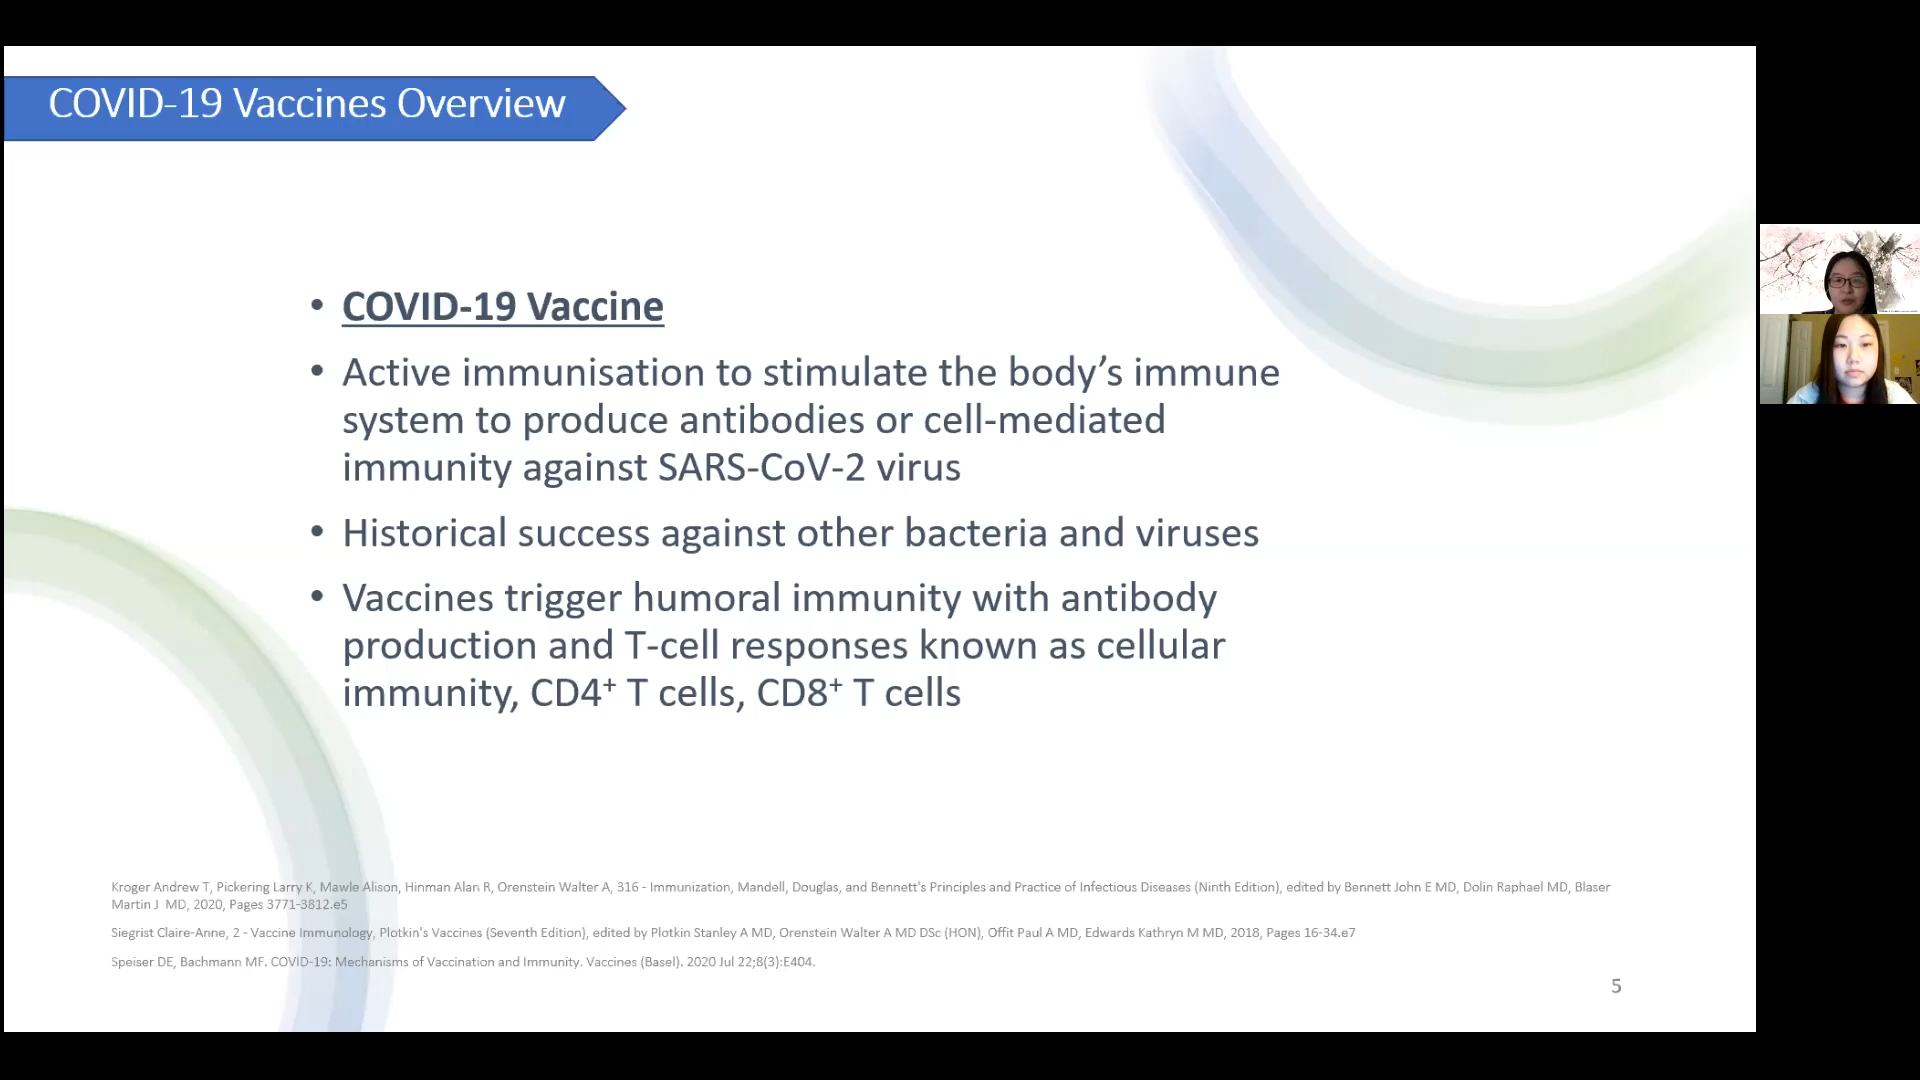 COVID-19 Vaccines Overview
• COVID-19 Vaccine
• Active immunisation to stimulate the body’s immune
system to produce antibodies or cell-mediated
immunity against SARS-CoV-2 virus
• Historical success against other bacteria and viruses
• Vaccines trigger humoral immunity with antibody
production and T-cell responses known as cellular
immunity, CD4⁺ T cells, CD8⁺ T cells
Kroger Andrew T, Pickering Larry K, Mawle Alison, Hinman Alan R, Orenstein Walter A, 316 - Immunization, Mandell, Douglas, and Bennett's Principles and Practice of Infectious Diseases (Ninth Edition), edited by Bennett John E MD, Dolin Raphael MD, Blaser
Martin J MD, 2020, Pages 3771-3812.e5
Siegrist Claire-Anne, 2 - Vaccine Immunology, Plotkin's Vaccines (Seventh Edition), edited by Plotkin Stanley A MD, Orenstein Walter A MD DSc (HON), Offit Paul A MD, Edwards Kathryn M MD, 2018, Pages 16-34.e7
Speiser DE, Bachmann MF. COVID-19: Mechanisms of Vaccination and Immunity. Vaccines (Basel). 2020 Jul 22;8(3):E404.
5